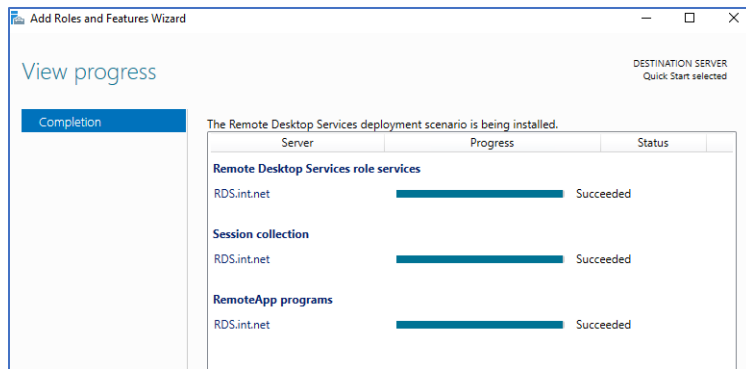 Add Roles and Features Wizard
View progress
DESTINATION SERVER
Quick Start selected
Completion
The Remote Desktop Services deployment scenario is being installed.
Server Progress Status
Remote Desktop Services role services
RDS.int.net Succeeded
Session collection
RDS.int.net Succeeded
RemoteApp programs
RDS.int.net Succeeded